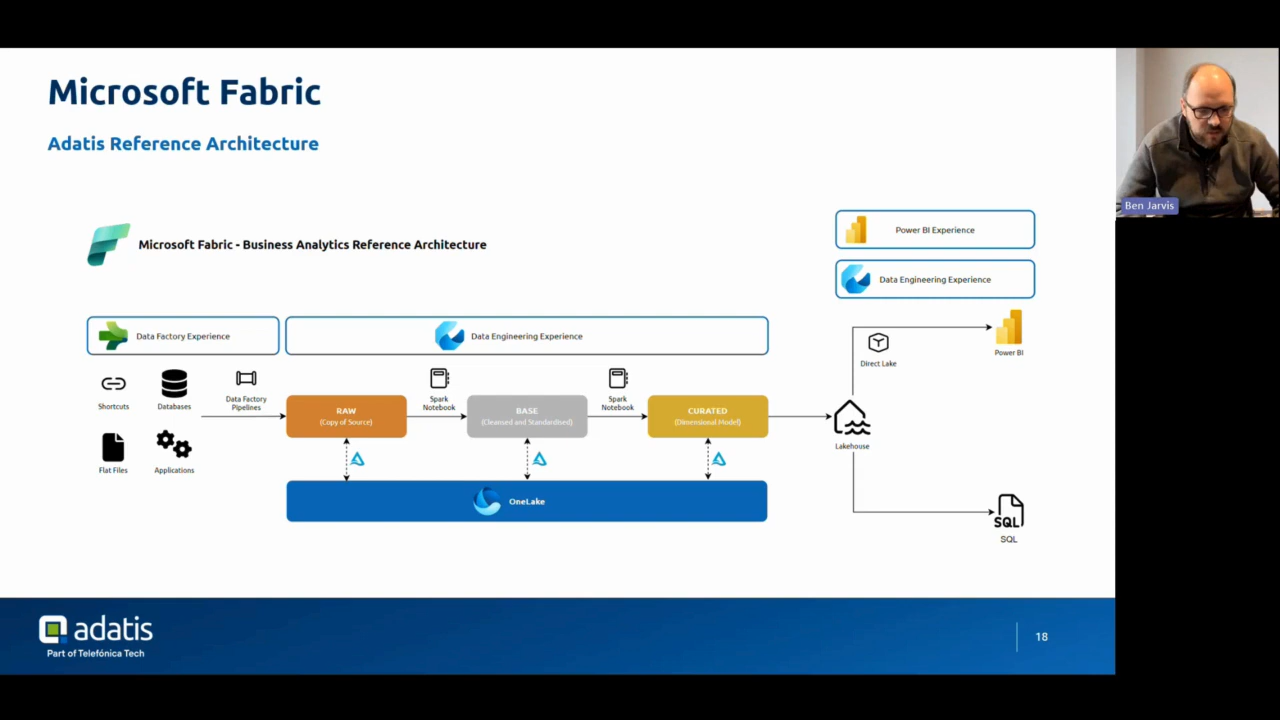 Microsoft Fabric
Adatis Reference Architecture
Ben Jarvis
Microsoft Fabric - Business Analytics Reference Architecture
Power BI Experience
Data Engineering Experience
Data Factory Experience
Data Engineering Experience
Shortcuts
Databases
Data Factory
Pipelines
Flat Files
Applications
RAW
(Copy of Source)
Spark
Notebook
BASE
(Cleansed and Standardised)
Spark
Notebook
CURATED
(Dimensional Model)
OneLake
Lakehouse
Direct Lake
Power BI
SQL
SQL
adatis
Part of Telefónica Tech
18